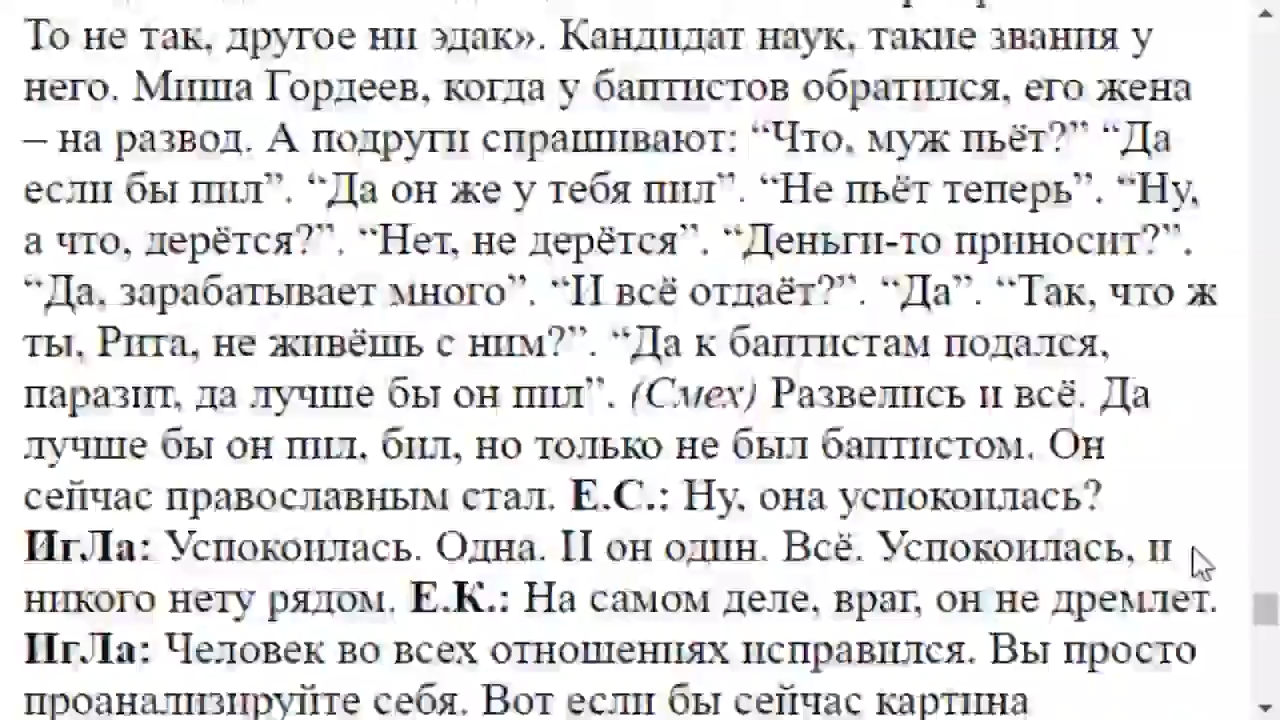 То не так, другое ни эдак». Кандидат наук, такие звания у
него. Миша Гордеев, когда у баптистов обратился, его жена
– на развод. А подруги спрашивают: “Что, муж пьёт?” “Да
если бы пил”. “Да он же у тебя пил”. “Не пьёт теперь”. “Ну,
а что, дерётся?”. “Нет, не дерётся”. “Деньги-то приносит?”.
“Да, зарабатывает много”. “И всё отдаёт?”. “Да”. “Так, что ж
ты, Рита, не живёшь с ним?”. “Да к баптистам подался,
паразит, да лучше бы он пил”. (Смех) Развелись и всё. Да
лучше бы он пил, бил, но только не был баптистом. Он
сейчас православным стал. Е.С.: Ну, она успокоилась?
ИгЛа: Успокоилась. Одна. И он один. Всё. Успокоилась, и
никого нету рядом. Е.К.: На самом деле, враг, он не дремлет.
ИгЛа: Человек во всех отношениях исправился. Вы просто
проанализируйте себя. Вот если бы сейчас картина